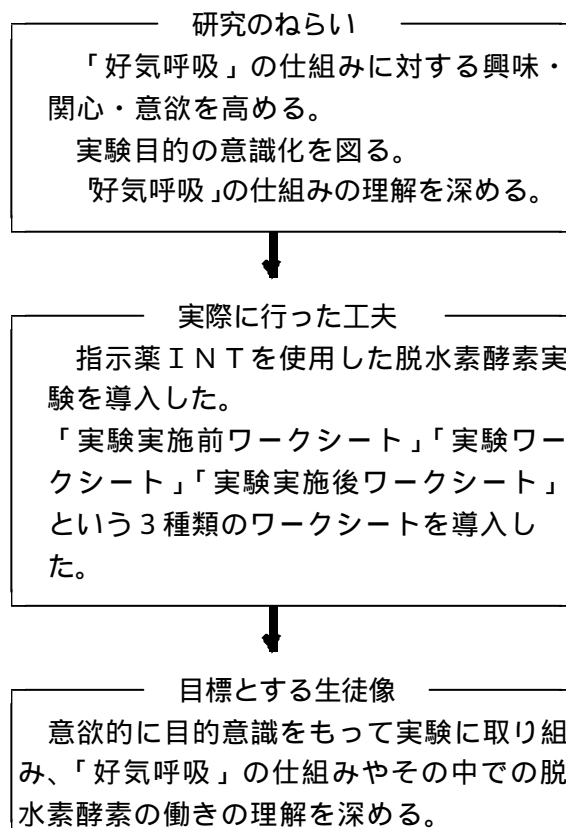 研究のねらい
「好気呼吸」の仕組みに対する興味・
関心・意欲を高める。
実験目的の意識化を図る。
「好気呼吸」の仕組みの理解を深める。
実際に行った工夫
指示薬ＩＮＴを使用した脱水素酵素実
験を導入した。
「実験実施前ワークシート」「実験ワー
クシート」「実験実施後ワークシート」
という３種類のワークシートを導入し
た。
目標とする生徒像
意欲的に目的意識をもって実験に取り組
み、「好気呼吸」の仕組みやその中での脱
水素酵素の働きの理解を深める。